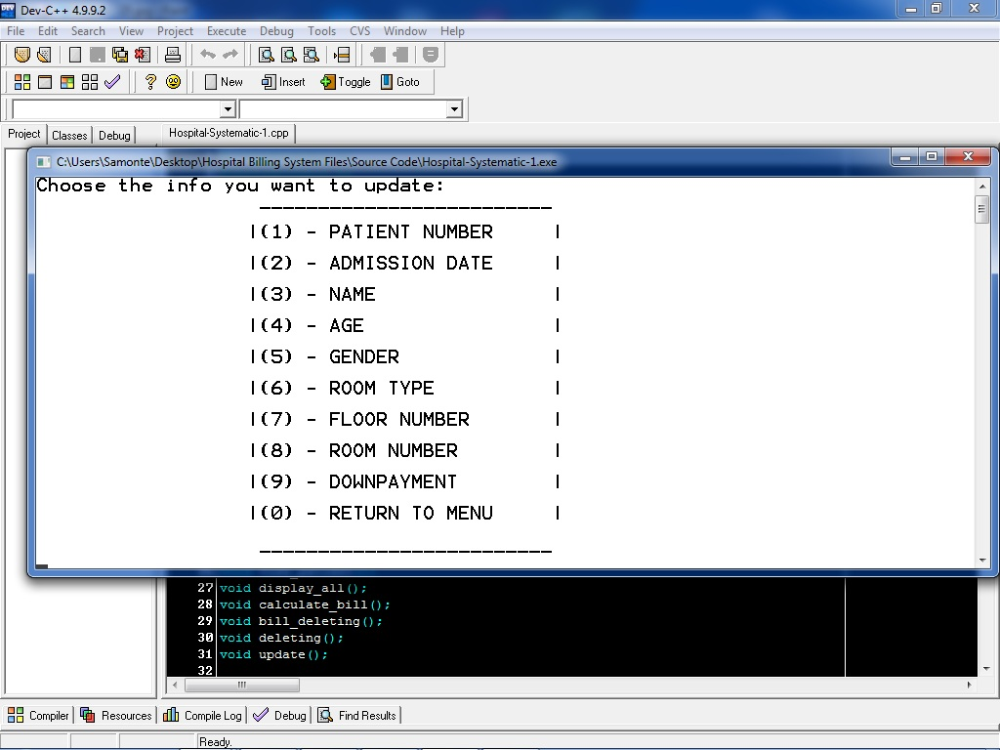 Dev-C++ 4.9.9.2
File Edit Search View Project Execute Debug Tools CVS Window Help
New Insert Toggle Goto
Project Classes Debug Hospital-Systematic-1.cpp
C:\Users\Samonte\Desktop\Hospital Billing System Files\Source Code\Hospital-Systematic-1.exe
Choose the info you want to update:
-------------------------
|(1) - PATIENT NUMBER |
|(2) - ADMISSION DATE |
|(3) - NAME |
|(4) - AGE |
|(5) - GENDER |
|(6) - ROOM TYPE |
|(7) - FLOOR NUMBER |
|(8) - ROOM NUMBER |
|(9) - DOWNPAYMENT |
|(0) - RETURN TO MENU |
-------------------------
27 void display_all();
28 void calculate_bill();
29 void bill_deleting();
30 void deleting();
31 void update();
32
Compiler Resources Compile Log Debug Find Results
Ready.